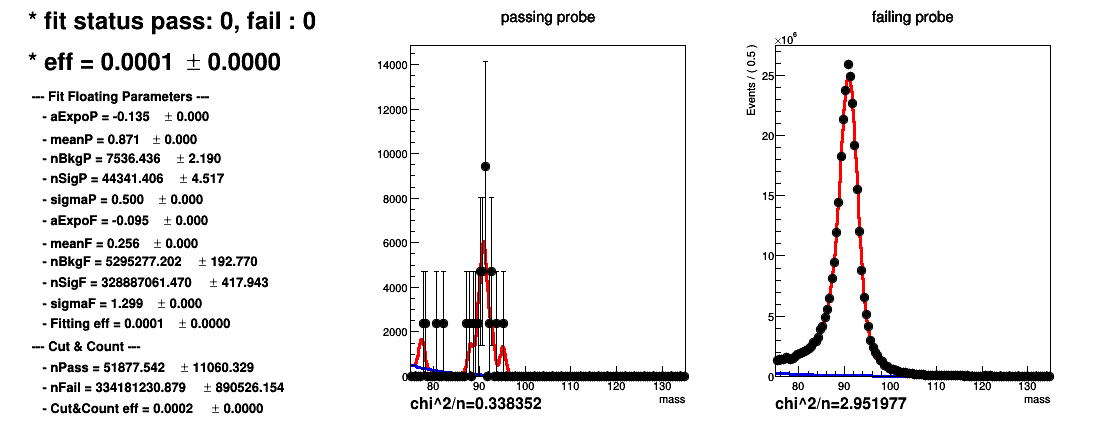 * fit status pass: 0, fail : 0
* eff = 0.0001 ± 0.0000
--- Fit Floating Parameters ---
- aExpoP = -0.135 ± 0.000
- meanP = 0.871 ± 0.000
- nBkgP = 7536.436 ± 2.190
- nSigP = 44341.406 ± 4.517
- sigmaP = 0.500 ± 0.000
- aExpoF = -0.095 ± 0.000
- meanF = 0.256 ± 0.000
- nBkgF = 5295277.202 ± 192.770
- nSigF = 328887061.470 ± 417.943
- sigmaF = 1.299 ± 0.000
- Fitting eff = 0.0001 ± 0.0000
--- Cut & Count ---
- nPass = 51877.542 ± 11060.329
- nFail = 334181230.879 ± 890526.154
- Cut&Count eff = 0.0002 ± 0.0000
passing probe
14000
12000
10000
8000
6000
4000
2000
0
80 90 100 110 120 130
mass
chi^2/n=0.338352
failing probe
×10^6
Events / ( 0.5 )
25
20
15
10
5
0
80 90 100 110 120 130
mass
chi^2/n=2.951977